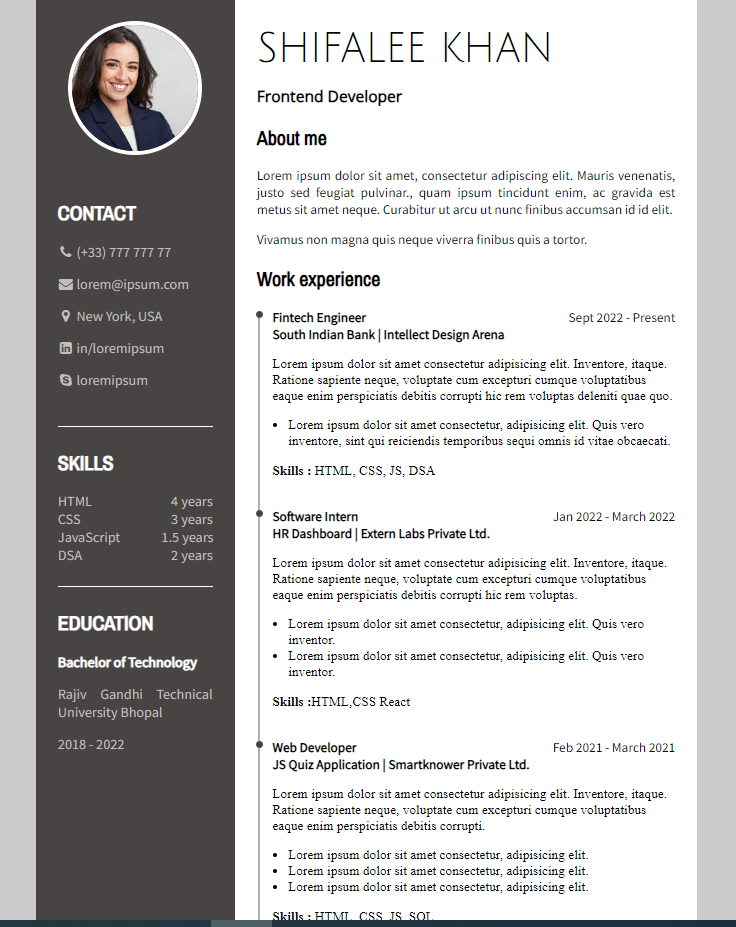 SHIFALEE KHAN
Frontend Developer
About me
Lorem ipsum dolor sit amet, consectetur adipiscing elit. Mauris venenatis,
justo sed feugiat pulvinar., quam ipsum tincidunt enim, ac gravida est
metus sit amet neque. Curabitur ut arcu ut nunc finibus accumsan id id elit.
Vivamus non magna quis neque viverra finibus quis a tortor.
Work experience
Fintech Engineer Sept 2022 - Present
South Indian Bank | Intellect Design Arena
Lorem ipsum dolor sit amet consectetur adipisicing elit. Inventore, itaque.
Ratione sapiente neque, voluptate cum excepturi cumque voluptatibus
eaque enim perspiciatis debitis corrupti hic rem voluptas deleniti quae quo.
• Lorem ipsum dolor sit amet consectetur, adipisicing elit. Quis vero
inventore, sint qui reiciendis temporibus sequi omnis id vitae obcaecati.
Skills : HTML, CSS, JS, DSA
Software Intern Jan 2022 - March 2022
HR Dashboard | Extern Labs Private Ltd.
Lorem ipsum dolor sit amet consectetur adipisicing elit. Inventore, itaque.
Ratione sapiente neque, voluptate cum excepturi cumque voluptatibus
eaque enim perspiciatis debitis corrupti hic rem voluptas.
• Lorem ipsum dolor sit amet consectetur, adipisicing elit. Quis vero
inventor.
• Lorem ipsum dolor sit amet consectetur, adipisicing elit. Quis vero
inventor.
Skills :HTML,CSS React
Web Developer Feb 2021 - March 2021
JS Quiz Application | Smartknower Private Ltd.
Lorem ipsum dolor sit amet consectetur adipisicing elit. Inventore, itaque.
Ratione sapiente neque, voluptate cum excepturi cumque voluptatibus
eaque enim perspiciatis debitis corrupti.
• Lorem ipsum dolor sit amet consectetur, adipisicing elit.
• Lorem ipsum dolor sit amet consectetur, adipisicing elit.
• Lorem ipsum dolor sit amet consectetur, adipisicing elit.
Skills : HTML, CSS, JS, SQL
CONTACT
(+33) 777 777 77
lorem@ipsum.com
New York, USA
in/loremipsum
loremipsum
SKILLS
HTML 4 years
CSS 3 years
JavaScript 1.5 years
DSA 2 years
EDUCATION
Bachelor of Technology
Rajiv Gandhi Technical
University Bhopal
2018 - 2022